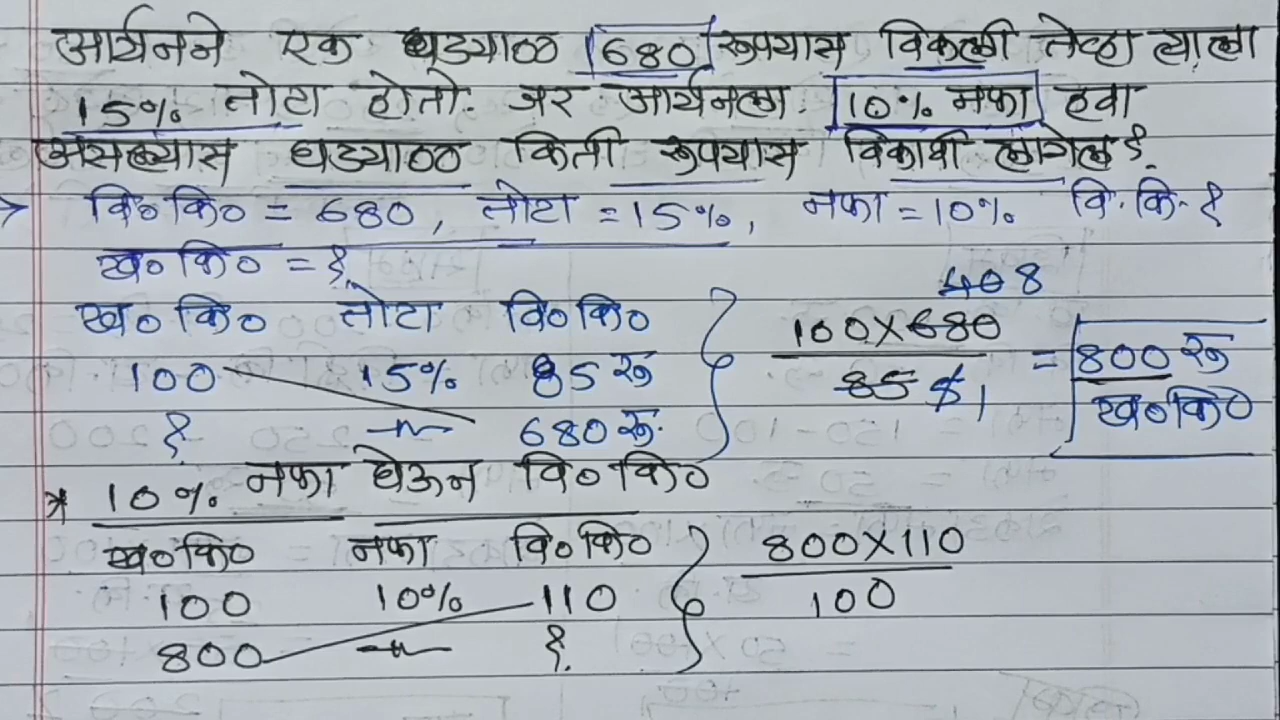 आर्यनने एक घड्याळ 680 रूपयास विकली तेव्हा त्याला
15% तोटा होतो. जर आर्यनला 10% नफा हवा
असल्यास घड्याळ किती रूपयास विकावी लागेल?
वि० कि० = 680, तोटा = 15%, नफा = 10% वि. कि. ?
ख० कि० = ?
ख० कि० तोटा वि० कि०
100 15% 85 रू
? —॥— 680 रू.
408
100 X 680
85 5 1
= 800 रू
ख० कि०
* 10% नफा घेऊन वि० कि०
ख० कि० नफा वि० कि०
100 10% 110
800 —॥— ?
800 X 110
100